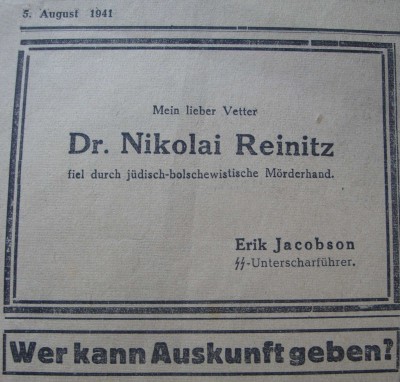 5. August 1941
Mein lieber Vetter
Dr. Nikolai Reinitz
fiel durch jüdisch-bolschewistische Mörderhand.
Erik Jacobson
ϟϟ-Unterscharführer.
Wer kann Auskunft geben?